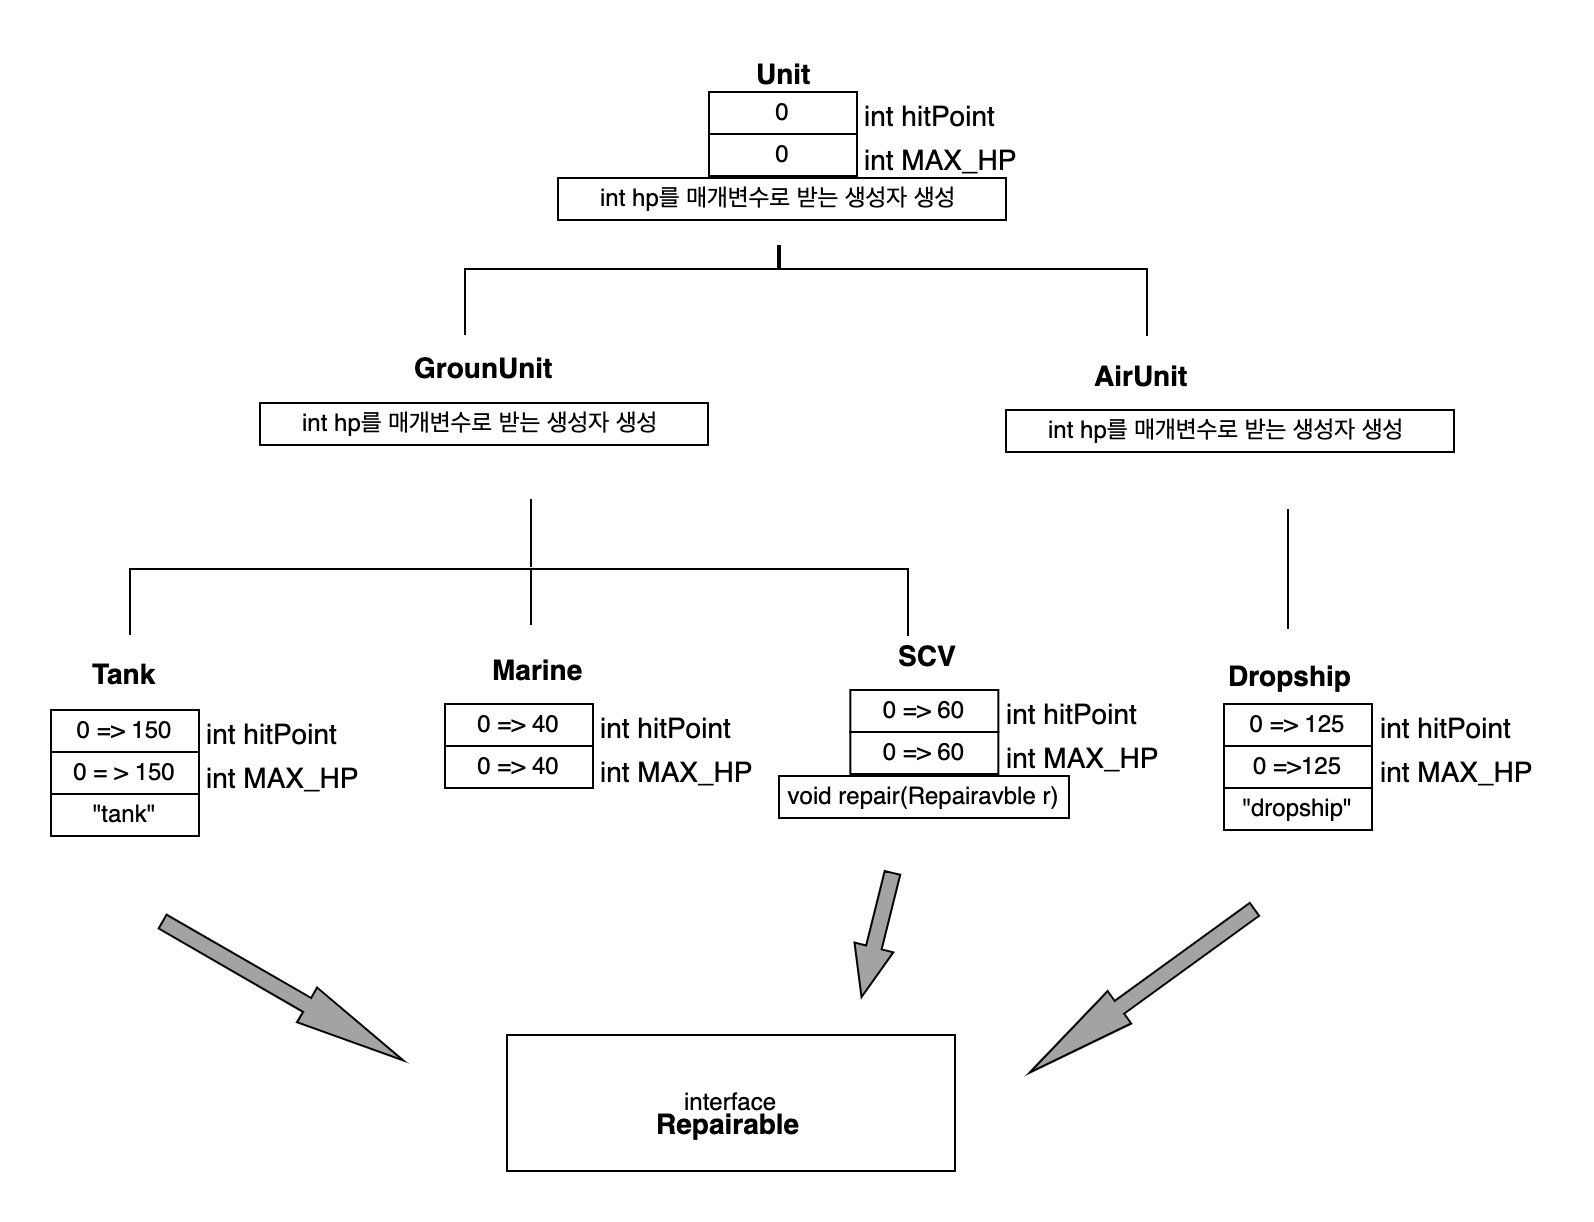 Unit
0 int hitPoint
0 int MAX_HP
int hp를 매개변수로 받는 생성자 생성
GrounUnit
int hp를 매개변수로 받는 생성자 생성
AirUnit
int hp를 매개변수로 받는 생성자 생성
Tank
0 => 150 int hitPoint
0 = > 150 int MAX_HP
"tank"
Marine
0 => 40 int hitPoint
0 => 40 int MAX_HP
SCV
0 => 60 int hitPoint
0 => 60 int MAX_HP
void repair(Repairavble r)
Dropship
0 => 125 int hitPoint
0 =>125 int MAX_HP
"dropship"
interface
Repairable